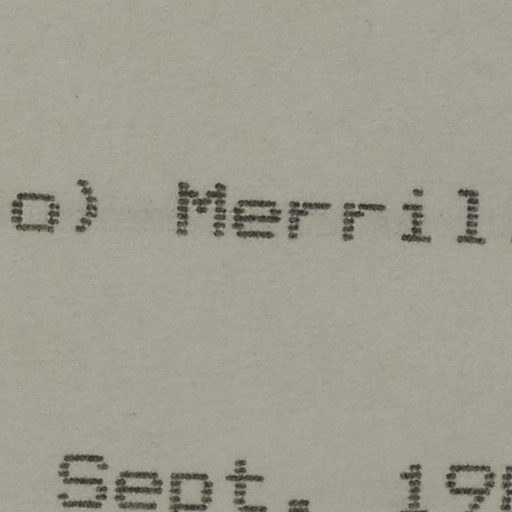 o) Merril
Sept. 19